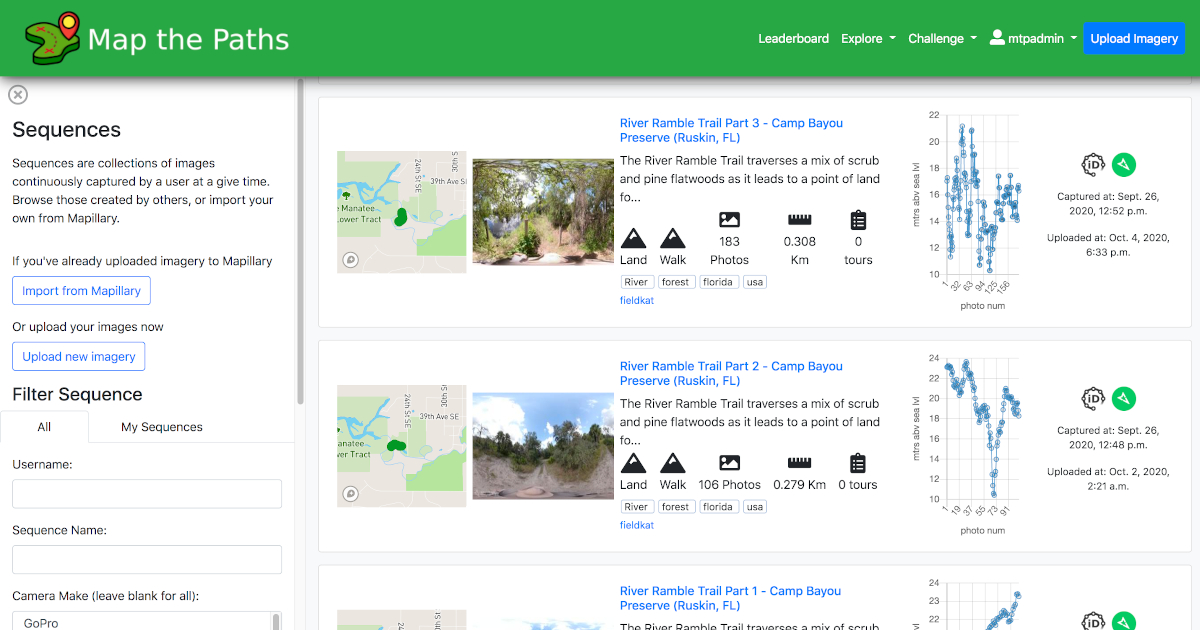 Map the Paths
Leaderboard
Explore
Challenge
mtpadmin
Upload Imagery
Sequences
Sequences are collections of images
continuously captured by a user at a give time.
Browse those created by others, or import your
own from Mapillary.
If you've already uploaded imagery to Mapillary
Import from Mapillary
Or upload your images now
Upload new imagery
Filter Sequence
All
My Sequences
Username:
Sequence Name:
Camera Make (leave blank for all):
GoPro
24th St SE
30th S
39th Ave SE
e Manatee
Lower Tract
River Ramble Trail Part 3 - Camp Bayou
Preserve (Ruskin, FL)
The River Ramble Trail traverses a mix of scrub
and pine flatwoods as it leads to a point of land
fo...
Land
Walk
183
Photos
0.308
Km
0
tours
River
forest
florida
usa
fieldkat
mtrs abv sea lvl
22
20
18
16
14
12
10
1
32
63
94
125
156
photo num
iD
Captured at: Sept. 26,
2020, 12:52 p.m.
Uploaded at: Oct. 4, 2020,
6:33 p.m.
24th St SE
30th S
39th Ave SE
anatee
ver Tract
River Ramble Trail Part 2 - Camp Bayou
Preserve (Ruskin, FL)
The River Ramble Trail traverses a mix of scrub
and pine flatwoods as it leads to a point of land
fo...
Land
Walk
106 Photos
0.279 Km
0 tours
River
forest
florida
usa
fieldkat
mtrs abv sea lvl
24
22
20
18
16
14
12
10
1
19
37
55
73
91
photo num
iD
Captured at: Sept. 26,
2020, 12:48 p.m.
Uploaded at: Oct. 2, 2020,
2:21 a.m.
River Ramble Trail Part 1 - Camp Bayou
Preserve (Ruskin, FL)
The River Ramble Trail traverses a mix of scrub
24
23
22
iD